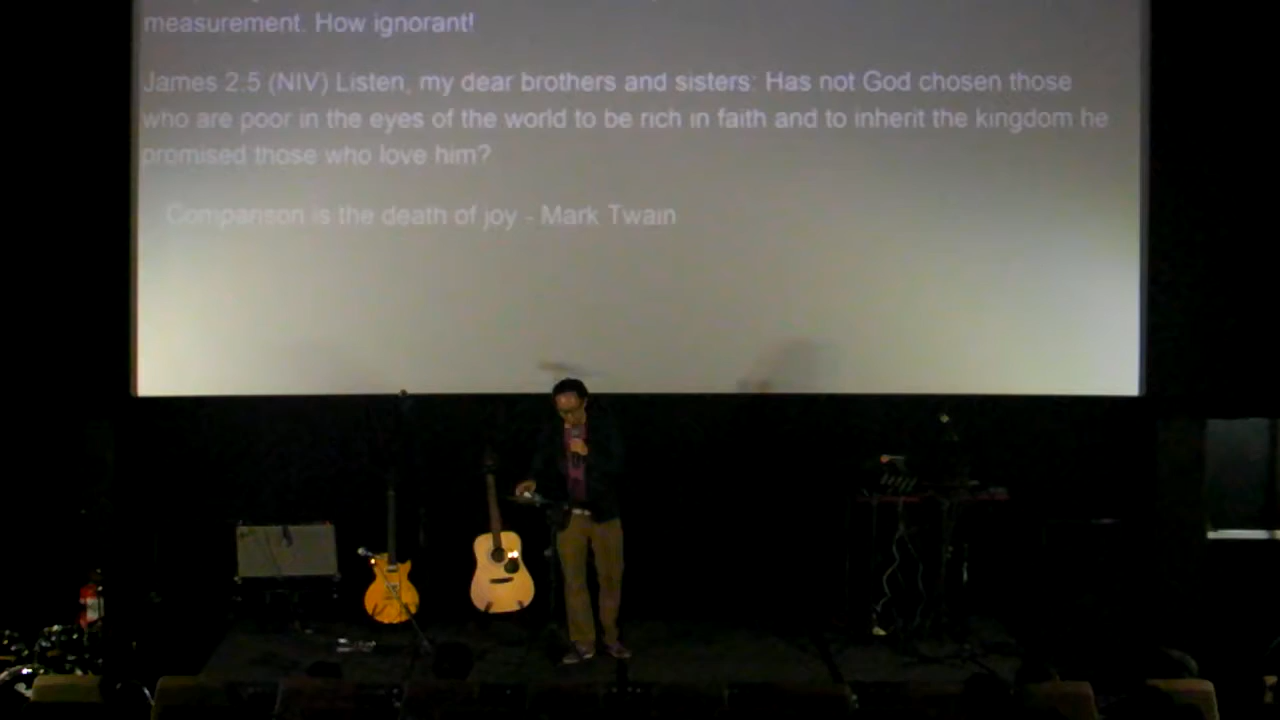 measurement. How ignorant!
James 2:5 (NIV) Listen, my dear brothers and sisters: Has not God chosen those
who are poor in the eyes of the world to be rich in faith and to inherit the kingdom he
promised those who love him?
Comparison is the death of joy - Mark Twain